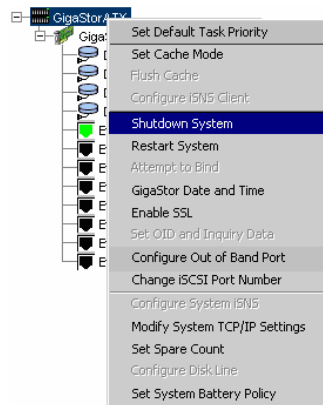 GigaStorATX
Giga
Set Default Task Priority
Set Cache Mode
Flush Cache
Configure iSNS Client
Shutdown System
Restart System
Attempt to Bind
GigaStor Date and Time
Enable SSL
Set OID and Inquiry Data
Configure Out of Band Port
Change iSCSI Port Number
Configure System iSNS
Modify System TCP/IP Settings
Set Spare Count
Configure Disk Line
Set System Battery Policy